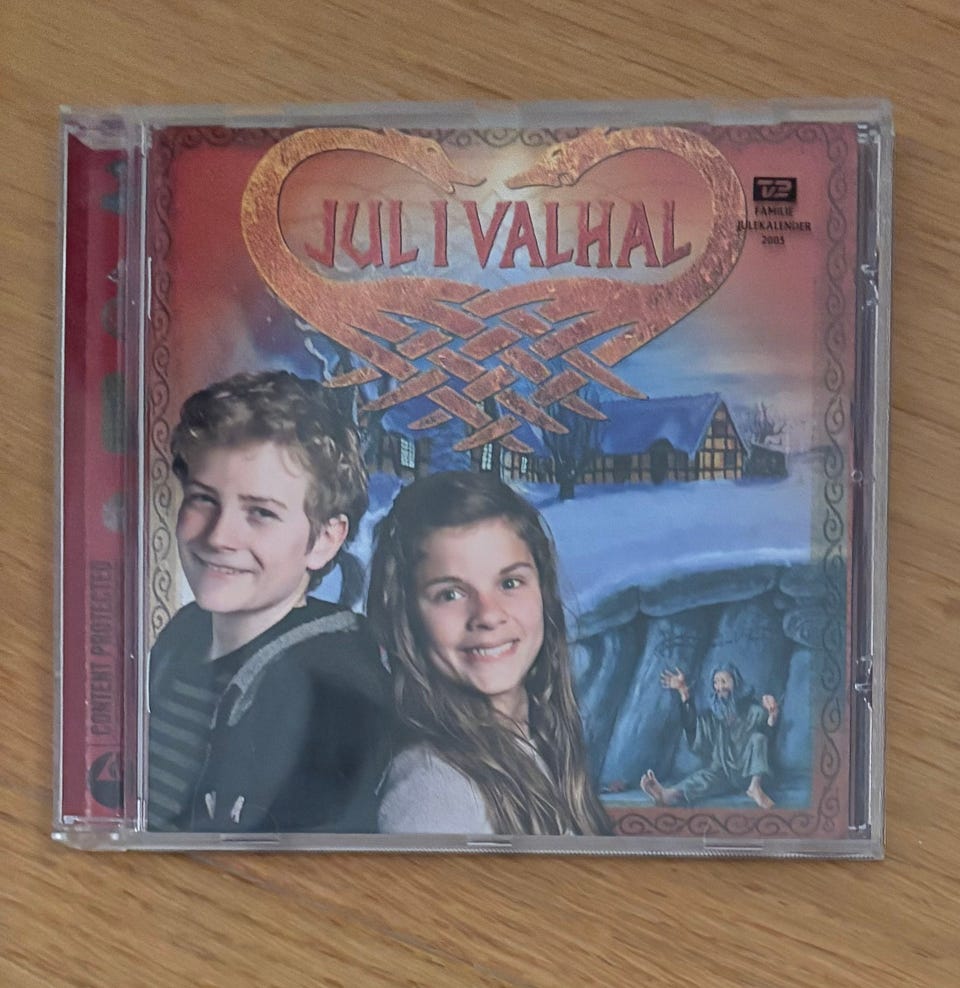 JUL I VALHAL
TV2
FAMILIE
JULEKALENDER
2005
CONTENT PROTECTED